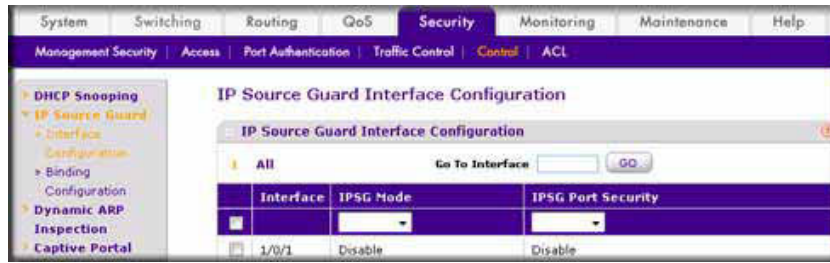 System Switching Routing QoS Security Monitoring Maintenance Help
Management Security | Access | Port Authentication | Traffic Control | Control | ACL
DHCP Snooping
IP Source Guard
Interface
Configuration
Binding
Configuration
Dynamic ARP
Inspection
Captive Portal
IP Source Guard Interface Configuration
IP Source Guard Interface Configuration
1 All Go To Interface GO
Interface IPSG Mode IPSG Port Security
1/0/1 Disable Disable